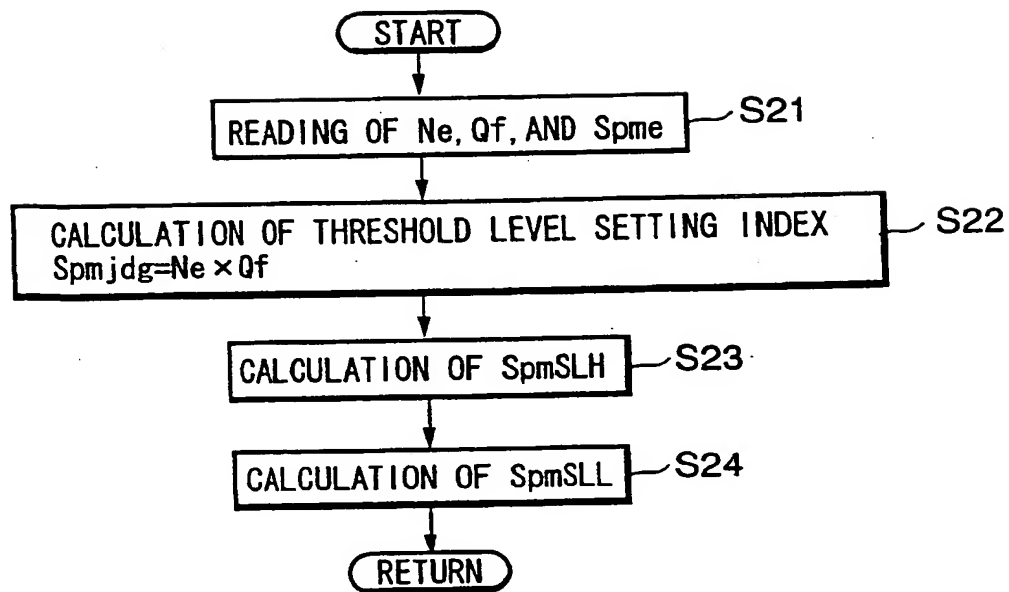 START
READING OF Ne, Qf, AND Spme
S21
CALCULATION OF THRESHOLD LEVEL SETTING INDEX
Spmjdg=Ne×Qf
S22
CALCULATION OF SpmSLH
S23
CALCULATION OF SpmSLL
S24
RETURN